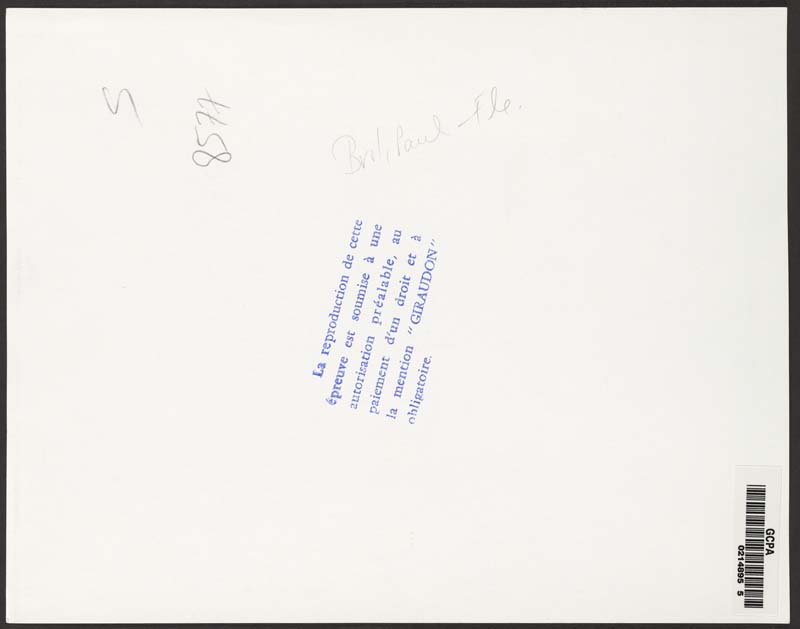 S
8577
Bril, Paul - Fle.
La reproduction de cette
épreuve est soumise à une
autorisation préalable, au
paiement d'un droit et à
la mention "GIRAUDON"
obligatoire.
GCPA
0214895 5